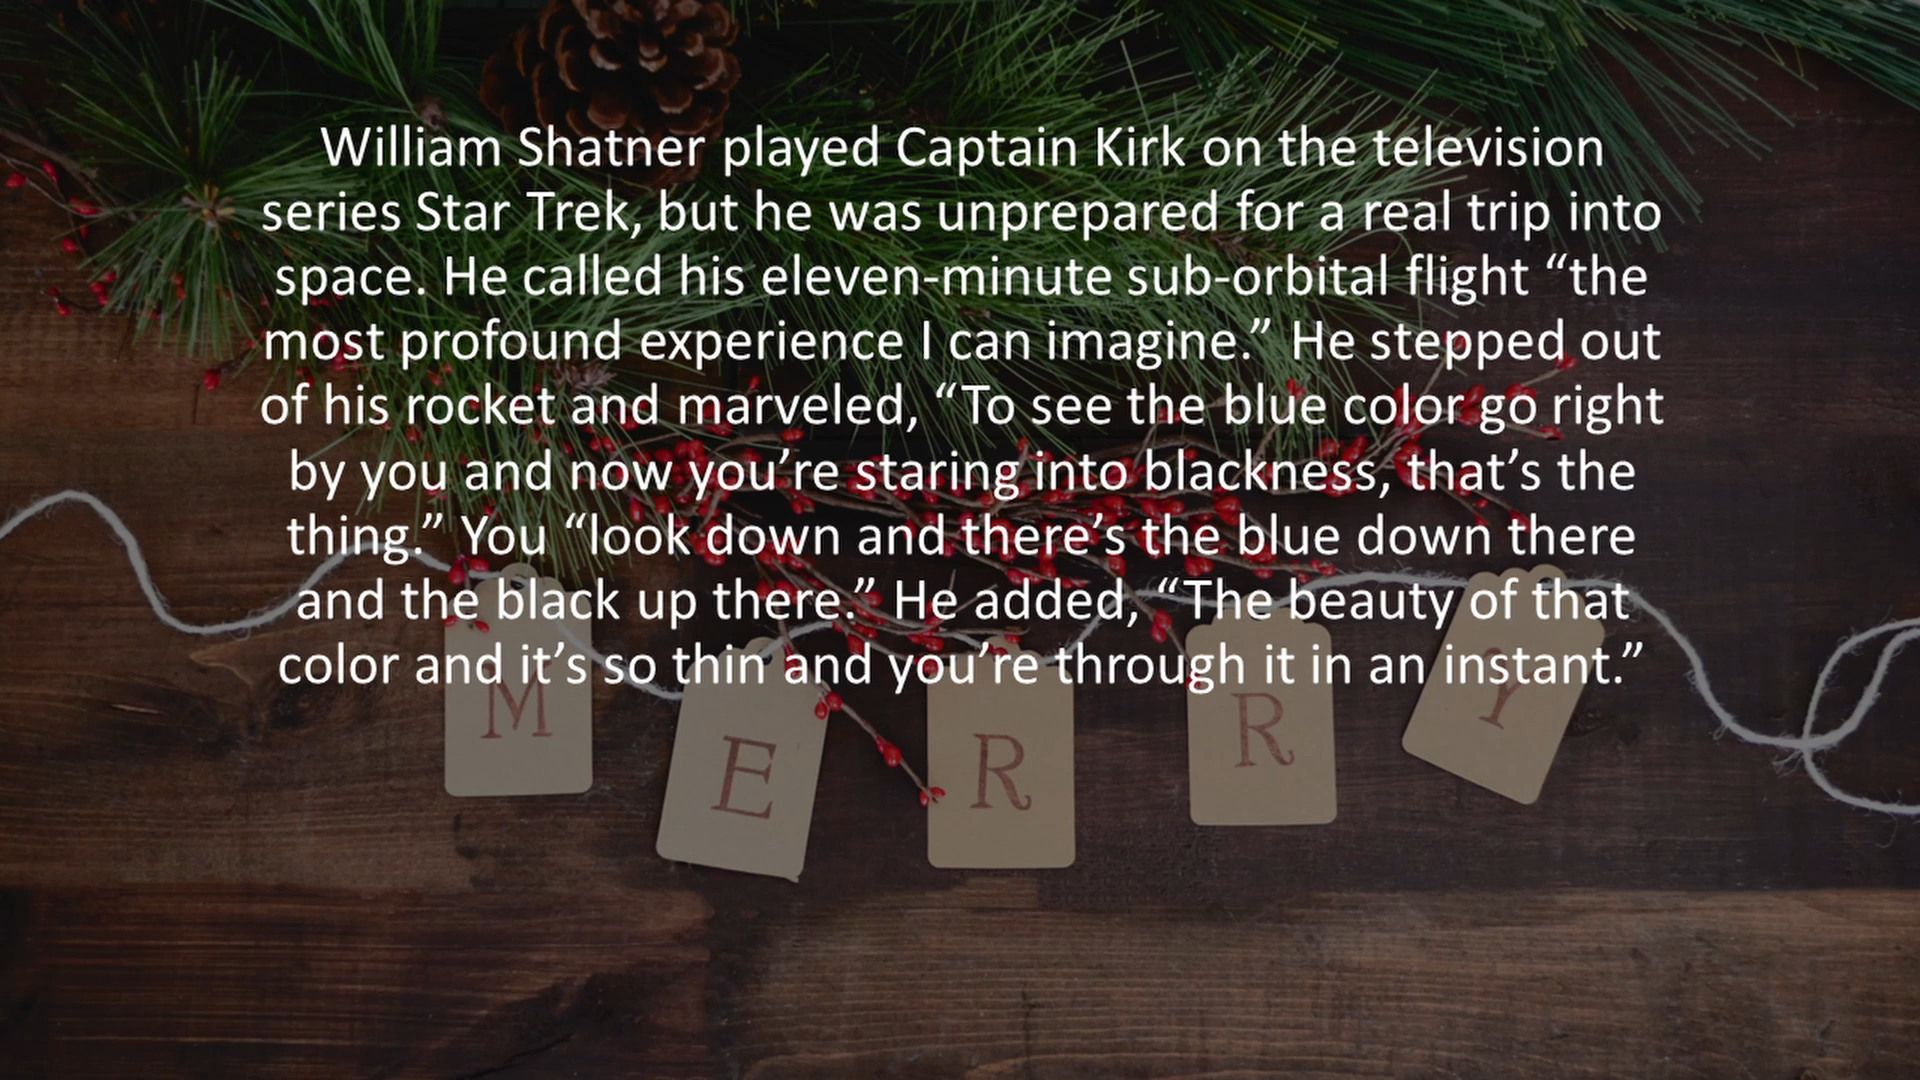 William Shatner played Captain Kirk on the television
series Star Trek, but he was unprepared for a real trip into
space. He called his eleven-minute sub-orbital flight “the
most profound experience I can imagine.”  He stepped out
of his rocket and marveled, “To see the blue color go right
by you and now you’re staring into blackness, that’s the
thing.”  You “look down and there’s the blue down there
and the black up there.” He added, “The beauty of that
color and it’s so thin and you’re through it in an instant.”
M E R R Y